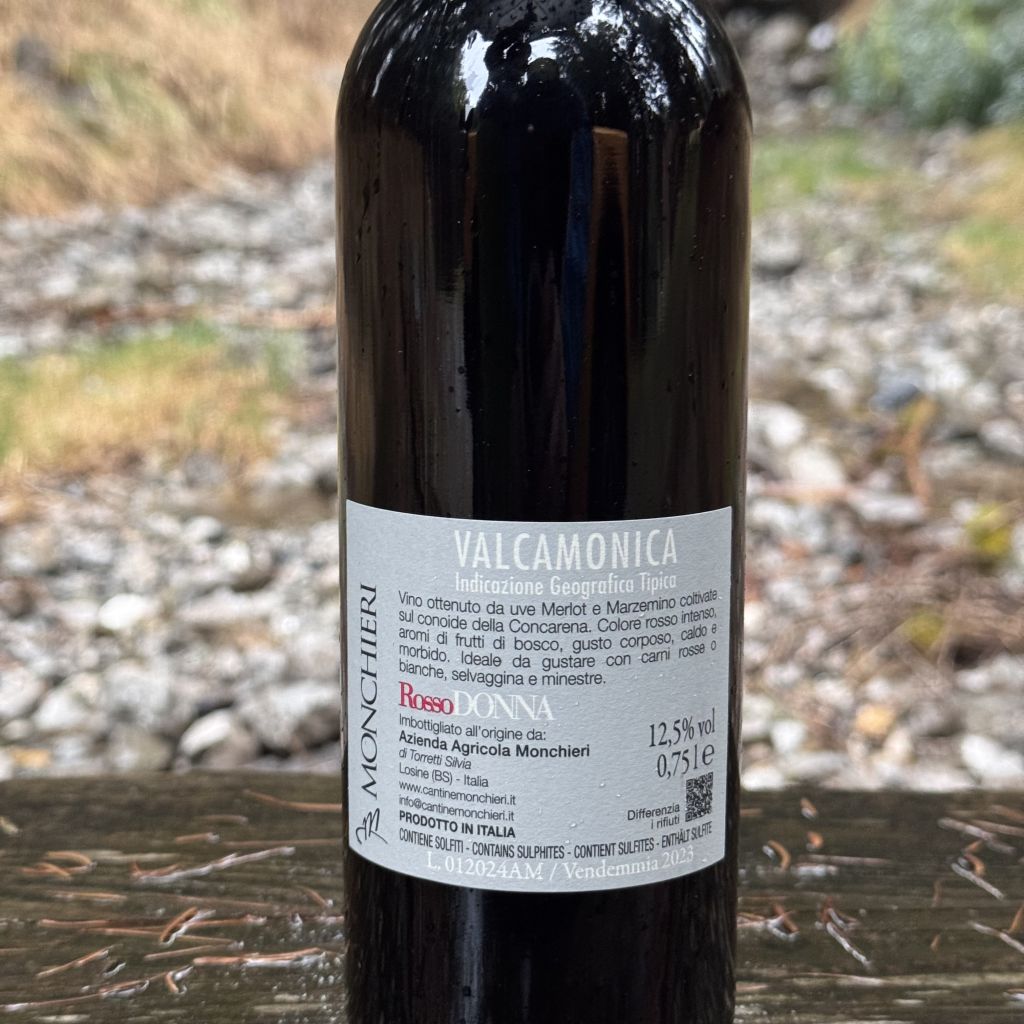 VALCAMONICA
Indicazione Geografica Tipica
Vino ottenuto da uve Merlot e Marzemino coltivate
sul conoide della Concarena. Colore rosso intenso,
aromi di frutti di bosco, gusto corposo, caldo e
morbido. Ideale da gustare con carni rosse o
bianche, selvaggina e minestre.
RossoDONNA
Imbottigliato all'origine da:
Azienda Agricola Monchieri
di Torretti Silvia
Losine (BS) - Italia
www.cantinemonchieri.it
info@cantinemonchieri.it
PRODOTTO IN ITALIA
12,5% vol
0,75 l e
Differenzia
i rifiuti
CONTIENE SOLFITI - CONTAINS SULPHITES - CONTIENT SULFITES - ENTHÄLT SULFITE
L. 012024AM / Vendemmia 2023
MONCHIERI